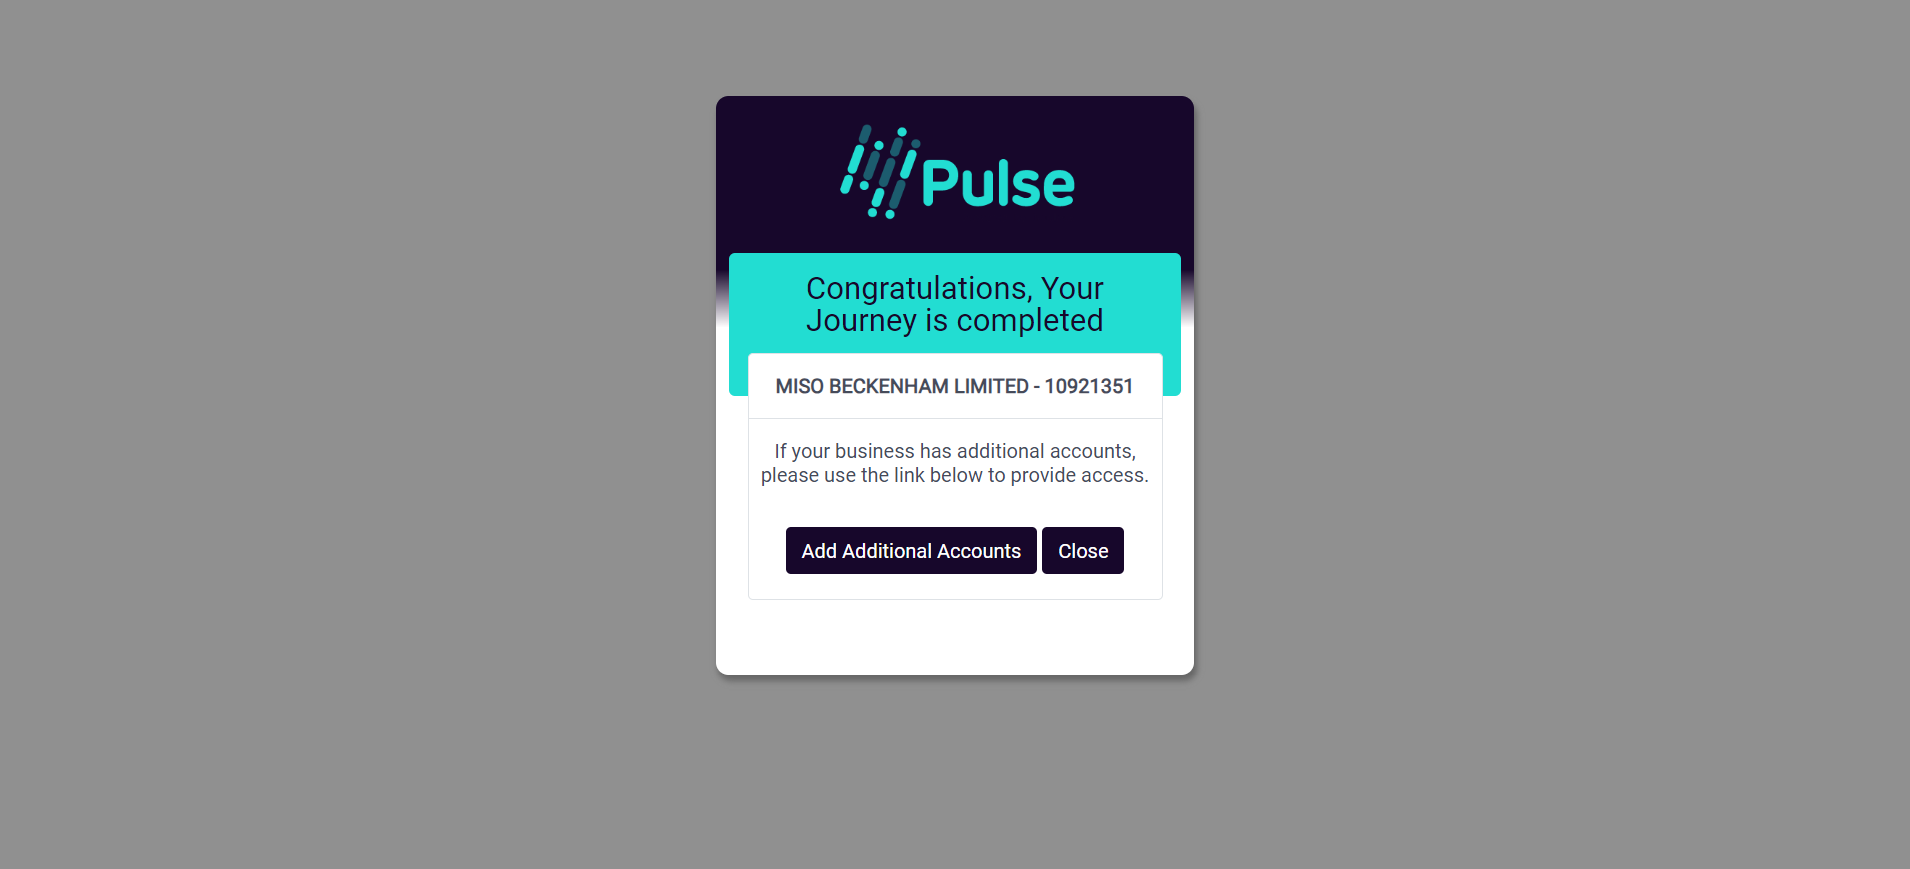 Pulse
Congratulations, Your
Journey is completed
MISO BECKENHAM LIMITED - 10921351
If your business has additional accounts,
please use the link below to provide access.
Add Additional Accounts
Close